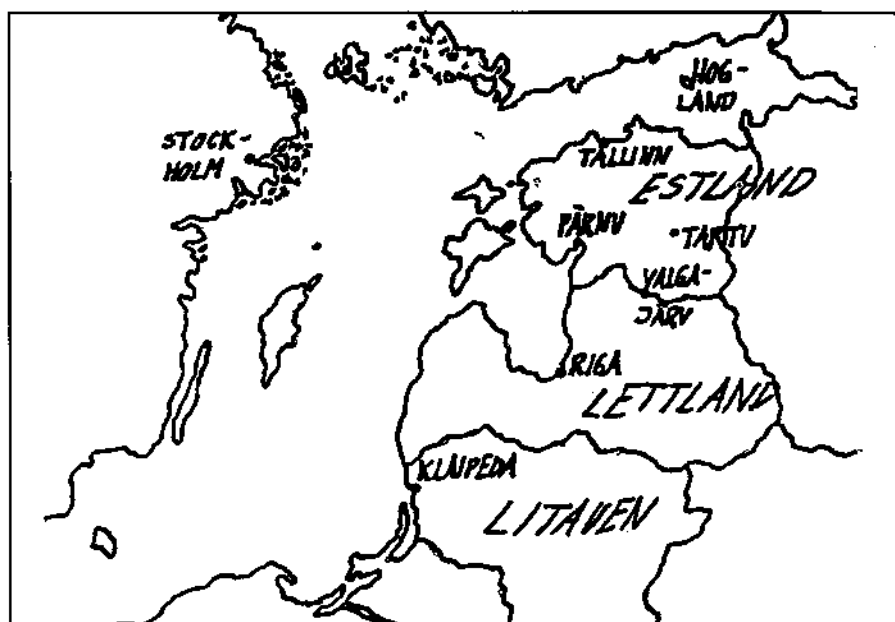 HOG-
LAND
STOCK-
HOLM
TALLINN
ESTLAND
PÄRNU
TARTU
VALGA-
JÄRV
RIGA
LETTLAND
KLAIPEDA
LITAUEN